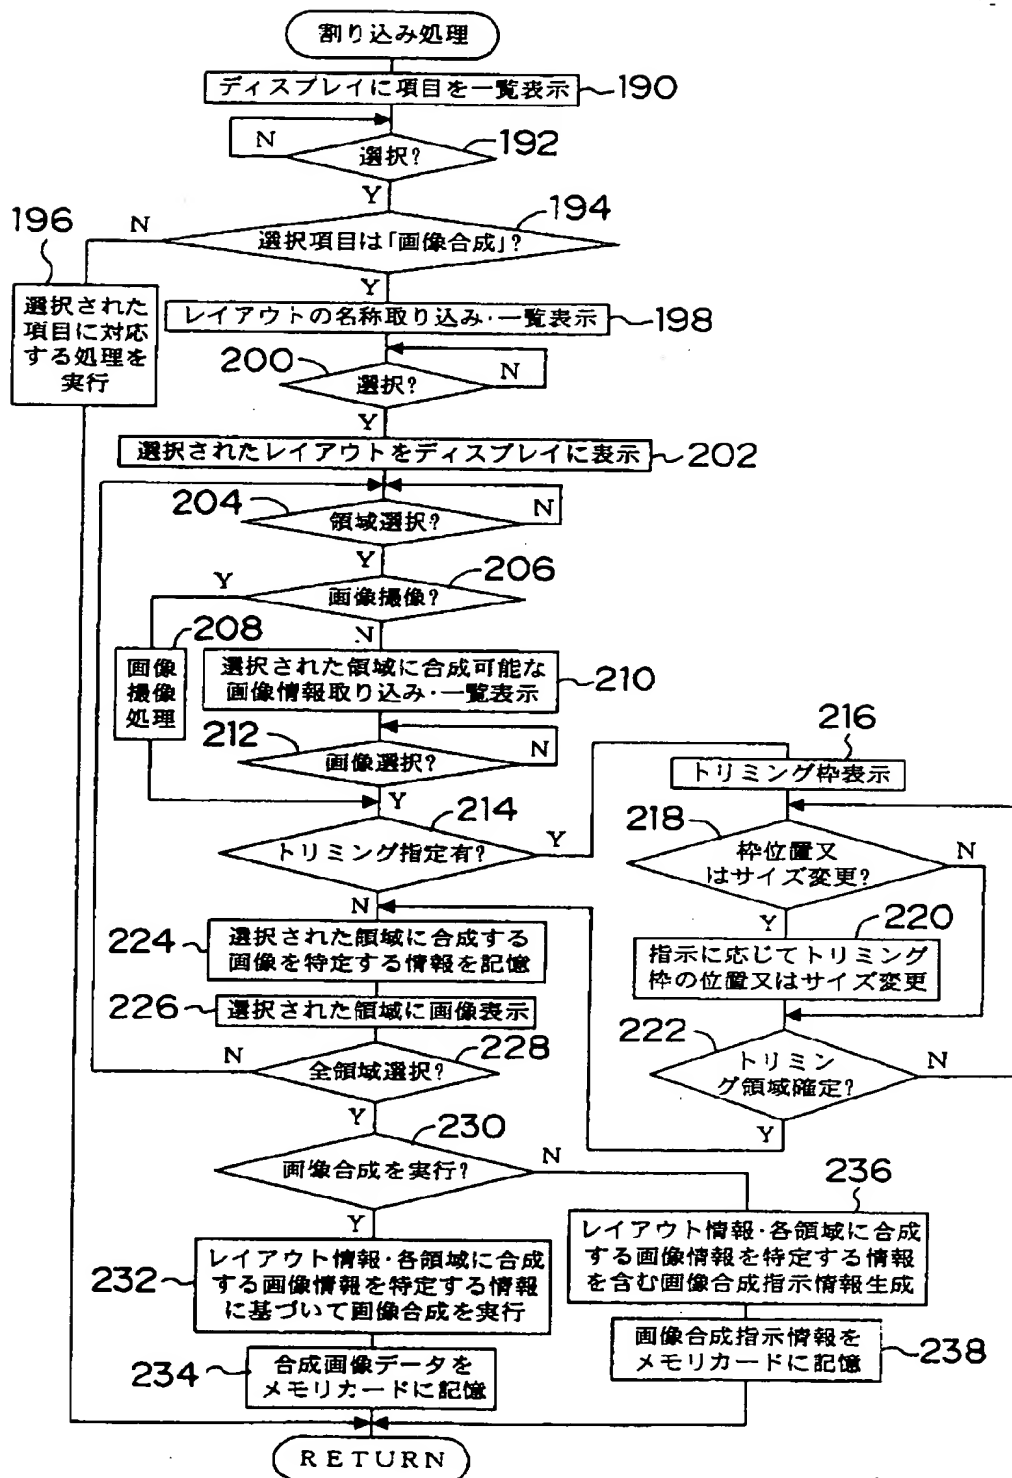 割り込み処理
ディスプレイに項目を一覧表示
190
N
選択?
192
Y
196
N
選択項目は「画像合成」?
194
Y
選択された
項目に対応
する処理を
実行
レイアウトの名称取り込み・一覧表示
198
200
選択?
N
Y
選択されたレイアウトをディスプレイに表示
202
204
領域選択?
N
Y
206
Y
画像撮像?
N
208
画像
撮像
処理
選択された領域に合成可能な
画像情報取り込み・一覧表示
210
212
画像選択?
N
Y
214
トリミング指定有?
Y
N
216
トリミング枠表示
218
枠位置又
はサイズ変更?
N
Y
220
指示に応じてトリミング
枠の位置又はサイズ変更
222
トリミン
グ領域確定?
N
Y
224
選択された領域に合成する
画像を特定する情報を記憶
226
選択された領域に画像表示
N
全領域選択?
228
Y
230
画像合成を実行?
N
Y
236
232
レイアウト情報・各領域に合成
する画像情報を特定する情報
に基づいて画像合成を実行
レイアウト情報・各領域に合成
する画像情報を特定する情報
を含む画像合成指示情報生成
234
合成画像データを
メモリカードに記憶
画像合成指示情報を
メモリカードに記憶
238
RETURN